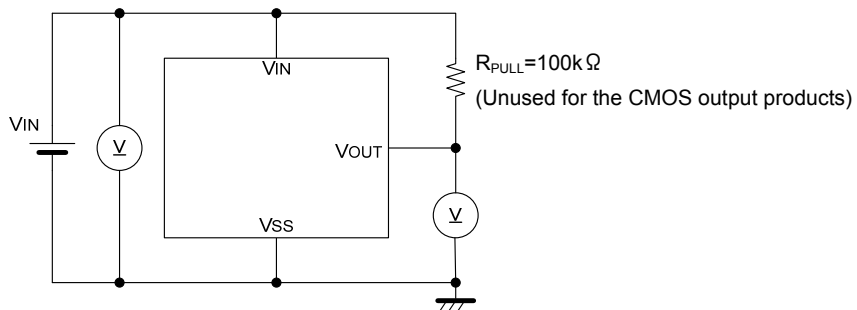 VIN
RPULL=100kΩ
(Unused for the CMOS output products)
VIN
V
VOUT
V
VSS